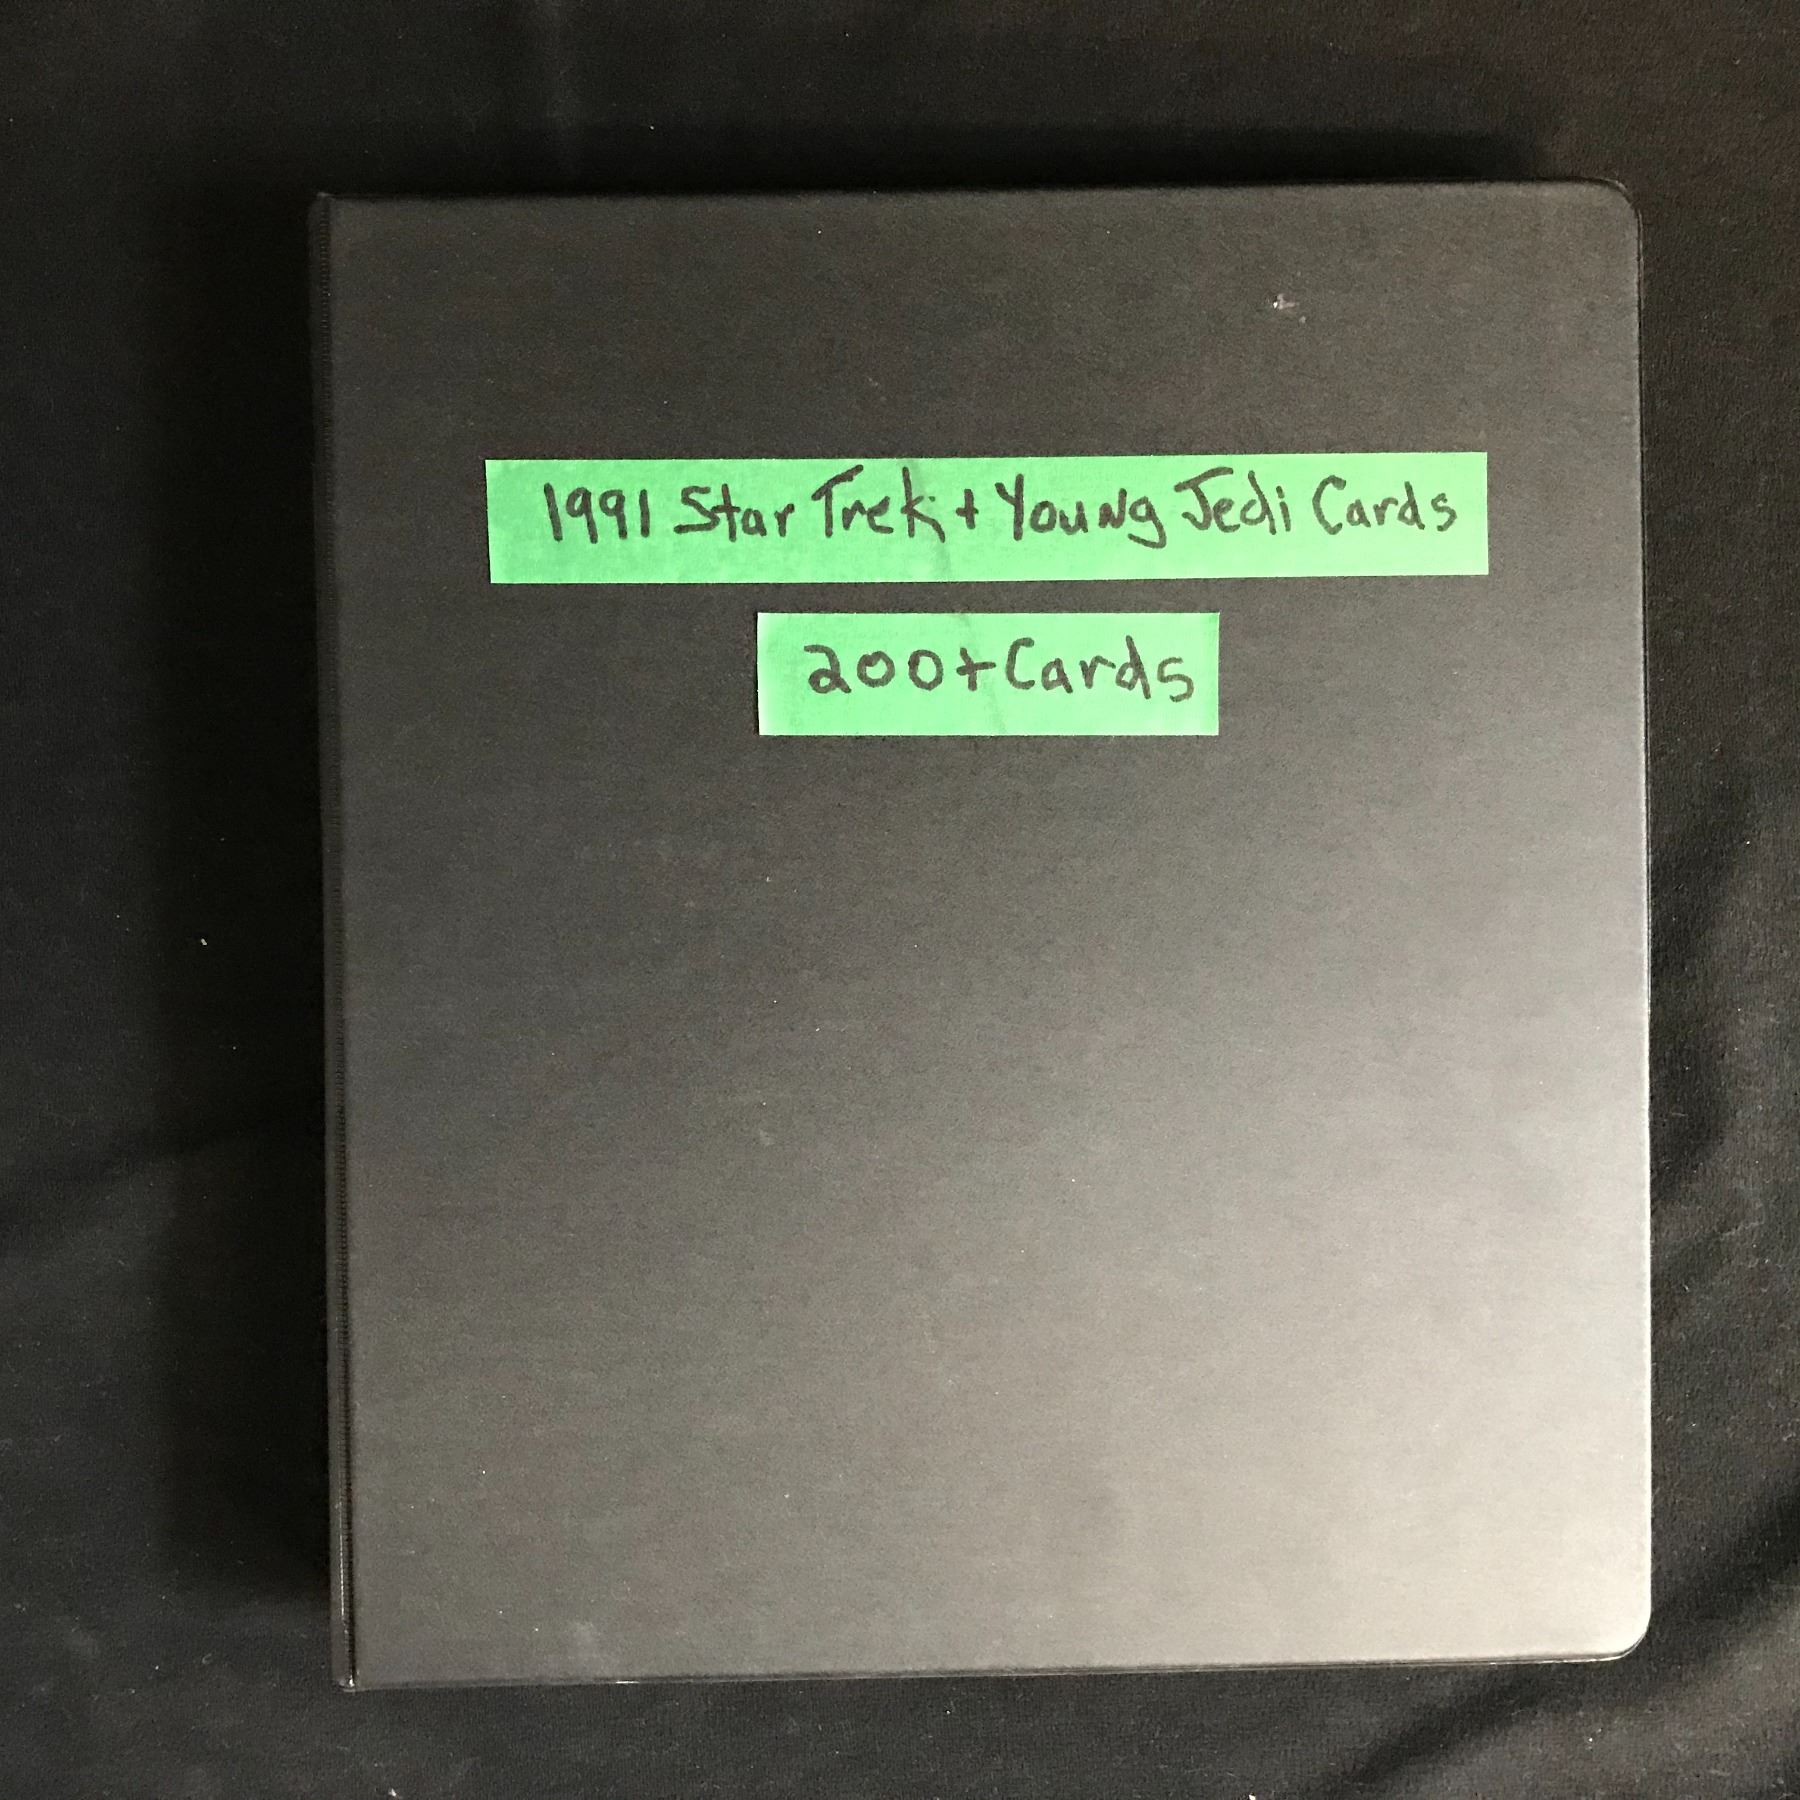 1991 Star Trek + Young Jedi Cards
200+ Cards